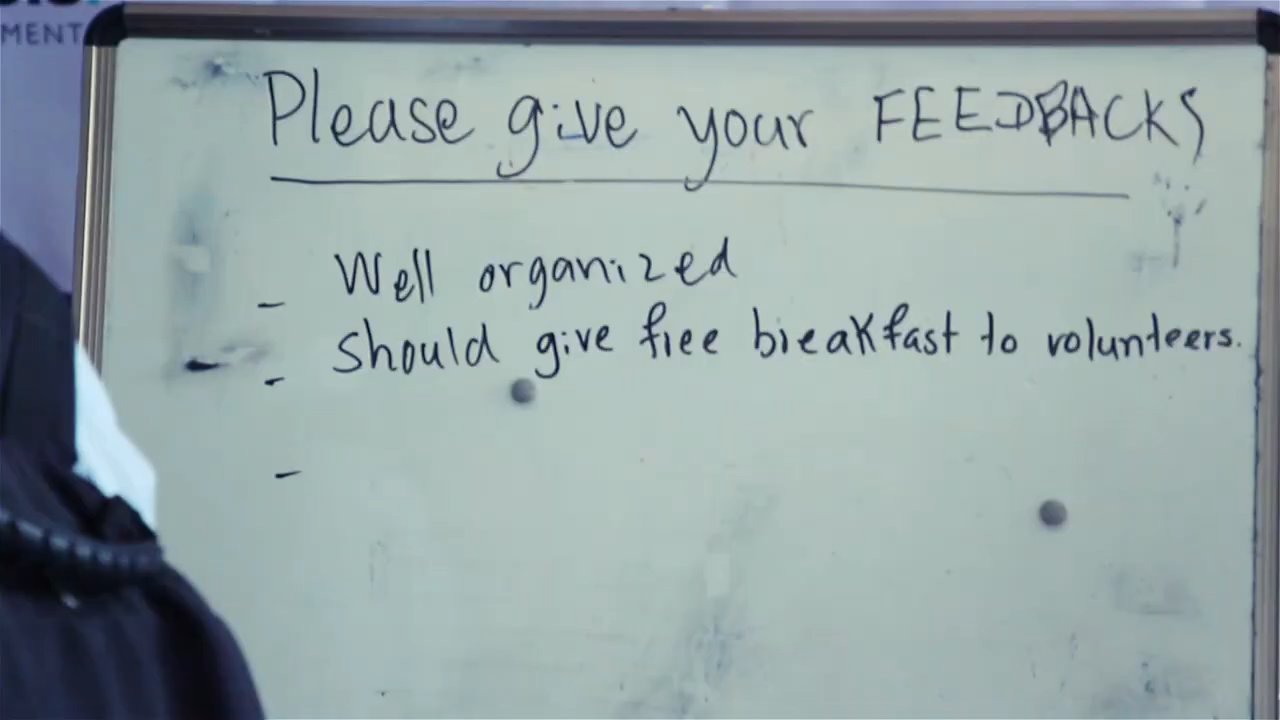 MENT
Please give your FEEDBACKS
- Well organized
- Should give free breakfast to volunteers.
-